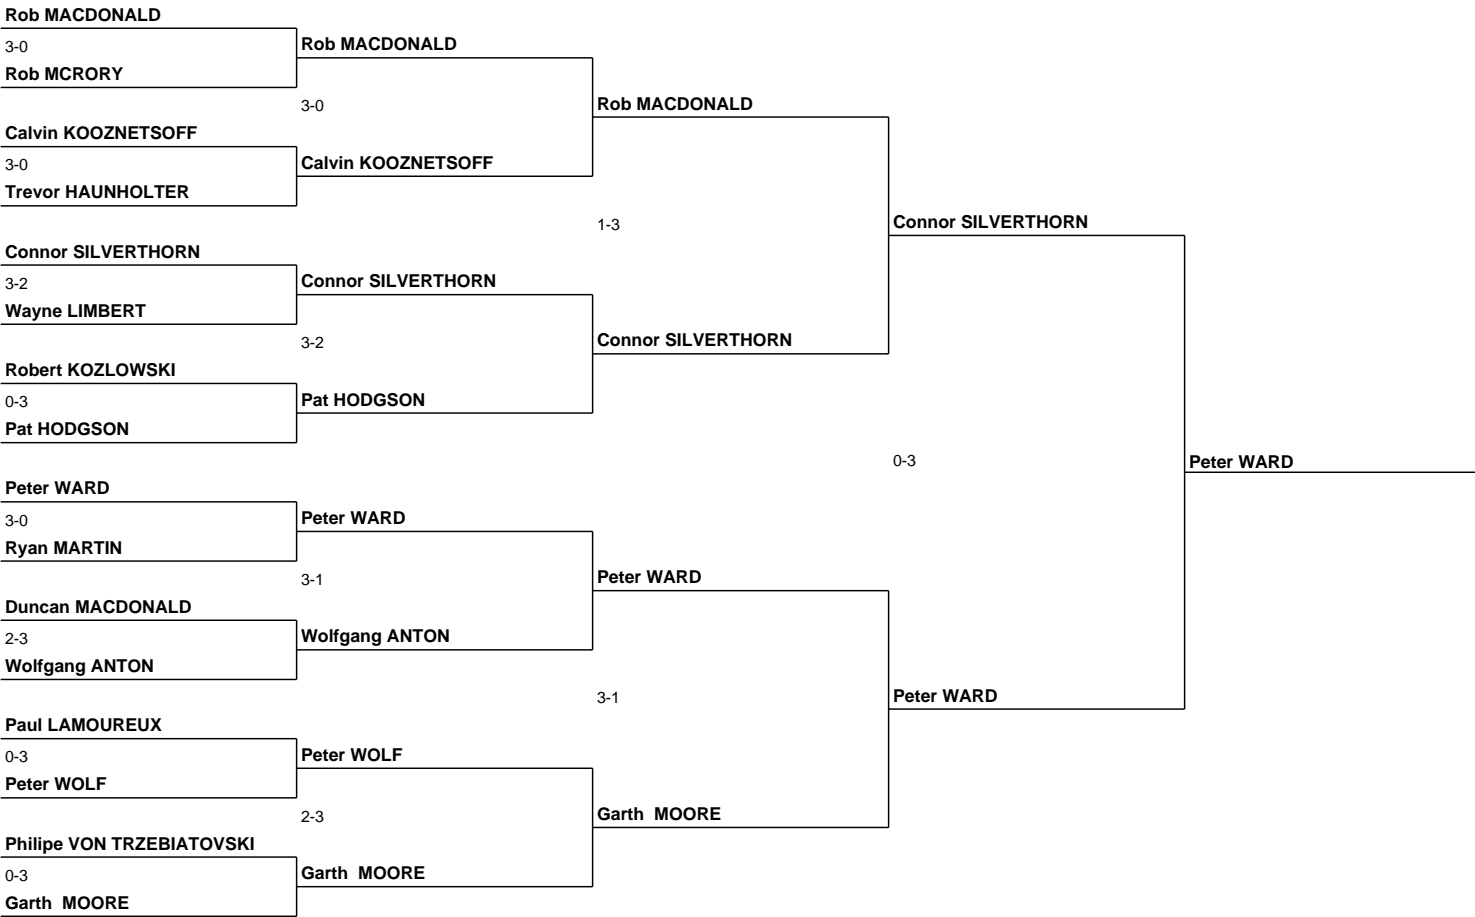 Rob MACDONALD
3-0
Rob MCRORY
Calvin KOOZNETSOFF
3-0
Trevor HAUNHOLTER
Connor SILVERTHORN
3-2
Wayne LIMBERT
Robert KOZLOWSKI
0-3
Pat HODGSON
Peter WARD
3-0
Ryan MARTIN
Duncan MACDONALD
2-3
Wolfgang ANTON
Paul LAMOUREUX
0-3
Peter WOLF
Philipe VON TRZEBIATOVSKI
0-3
Garth  MOORE
Rob MACDONALD
3-0
Calvin KOOZNETSOFF
Connor SILVERTHORN
3-2
Pat HODGSON
Peter WARD
3-1
Wolfgang ANTON
Peter WOLF
2-3
Garth  MOORE
Rob MACDONALD
1-3
Connor SILVERTHORN
Peter WARD
3-1
Garth  MOORE
Connor SILVERTHORN
0-3
Peter WARD
Peter WARD